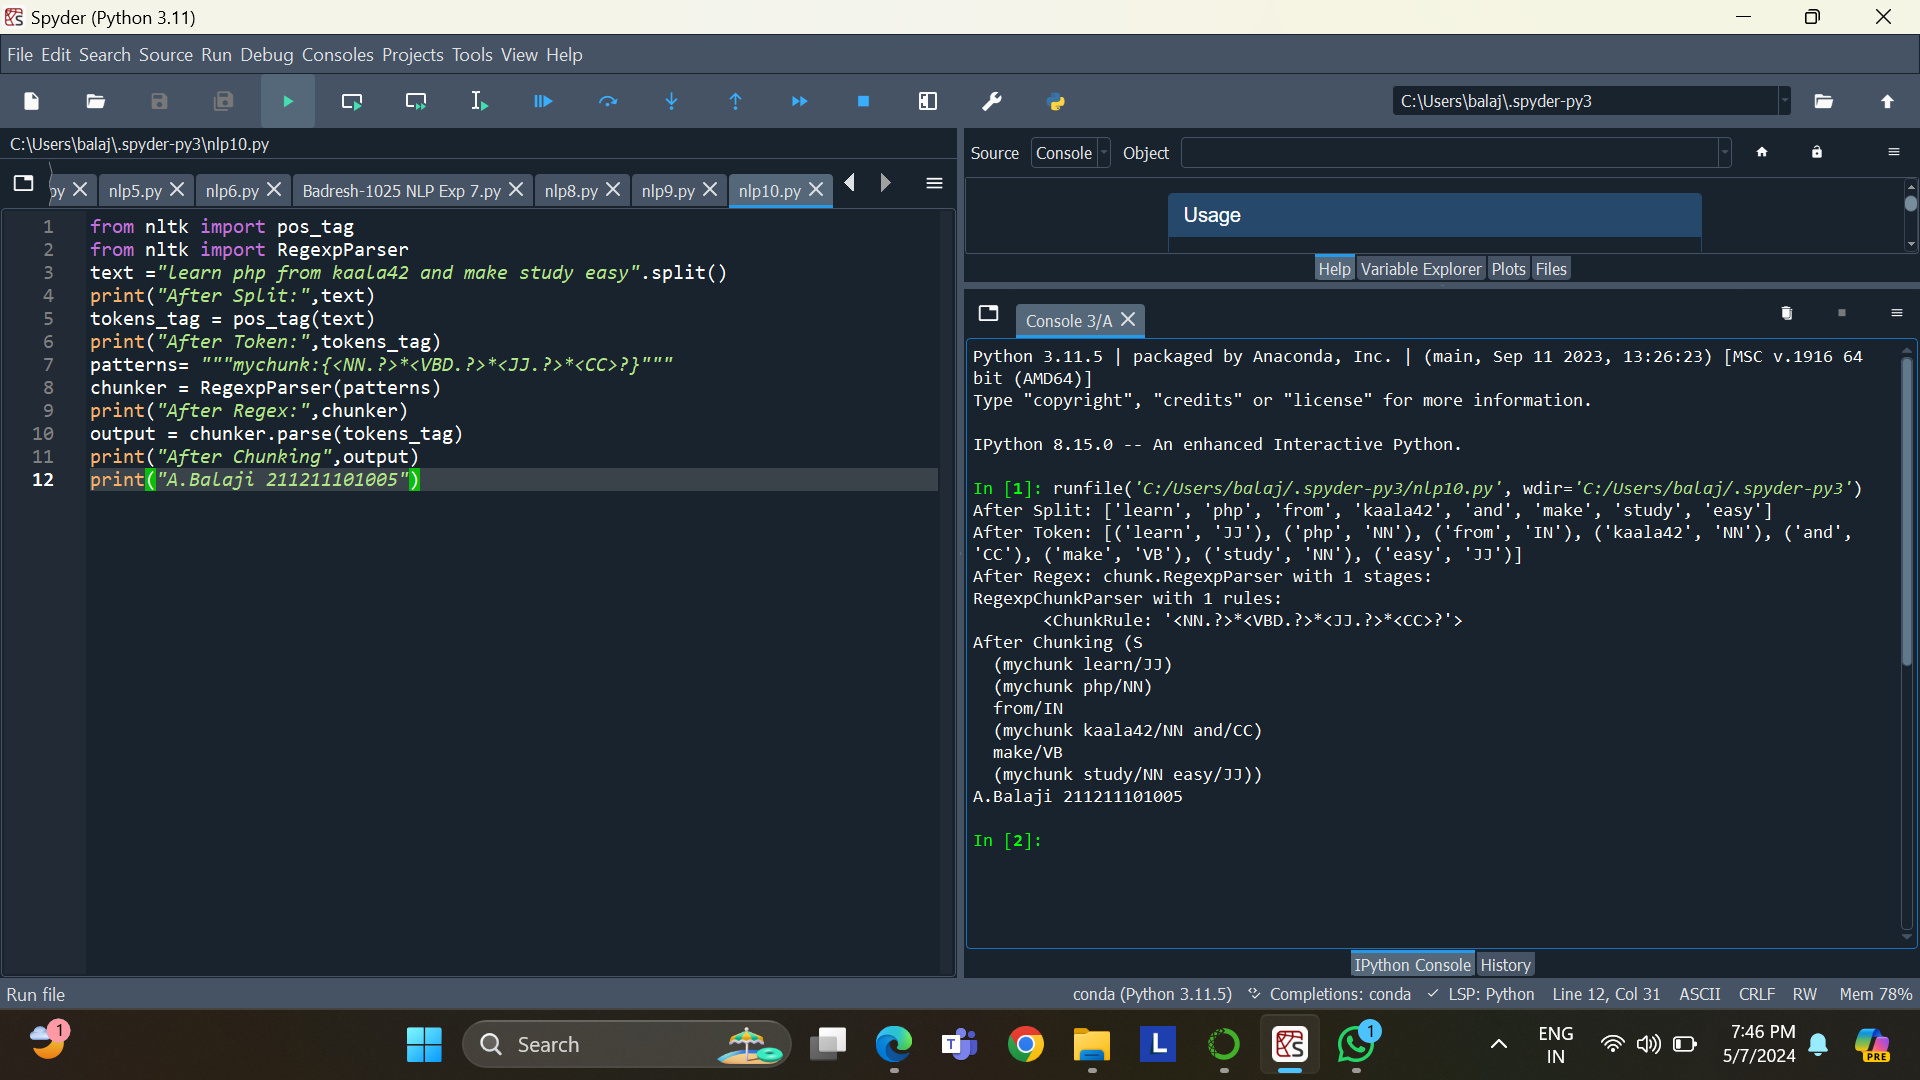 Spyder (Python 3.11)
File Edit Search Source Run Debug Consoles Projects Tools View Help
C:\Users\balaj\.spyder-py3
C:\Users\balaj\.spyder-py3\nlp10.py
py nlp5.py nlp6.py Badresh-1025 NLP Exp 7.py nlp8.py nlp9.py nlp10.py
1 from nltk import pos_tag
2 from nltk import RegexpParser
3 text ="learn php from kaala42 and make study easy".split()
4 print("After Split:",text)
5 tokens_tag = pos_tag(text)
6 print("After Token:",tokens_tag)
7 patterns= """mychunk:{<NN.?>*<VBD.?>*<JJ.?>*<CC>?}"""
8 chunker = RegexpParser(patterns)
9 print("After Regex:",chunker)
10 output = chunker.parse(tokens_tag)
11 print("After Chunking",output)
12 print("A.Balaji 211211101005")
Source Console Object
Usage
Help Variable Explorer Plots Files
Console 3/A
Python 3.11.5 | packaged by Anaconda, Inc. | (main, Sep 11 2023, 13:26:23) [MSC v.1916 64
bit (AMD64)]
Type "copyright", "credits" or "license" for more information.
IPython 8.15.0 -- An enhanced Interactive Python.
In [1]: runfile('C:/Users/balaj/.spyder-py3/nlp10.py', wdir='C:/Users/balaj/.spyder-py3')
After Split: ['learn', 'php', 'from', 'kaala42', 'and', 'make', 'study', 'easy']
After Token: [('learn', 'JJ'), ('php', 'NN'), ('from', 'IN'), ('kaala42', 'NN'), ('and',
'CC'), ('make', 'VB'), ('study', 'NN'), ('easy', 'JJ')]
After Regex: chunk.RegexpParser with 1 stages:
RegexpChunkParser with 1 rules:
<ChunkRule: '<NN.?>*<VBD.?>*<JJ.?>*<CC>?'>
After Chunking (S
(mychunk learn/JJ)
(mychunk php/NN)
from/IN
(mychunk kaala42/NN and/CC)
make/VB
(mychunk study/NN easy/JJ))
A.Balaji 211211101005
In [2]:
IPython Console History
Run file
conda (Python 3.11.5) Completions: conda LSP: Python Line 12, Col 31 ASCII CRLF RW Mem 78%
1
Search
T
L
1
ENG
IN
7:46 PM
5/7/2024
PRE